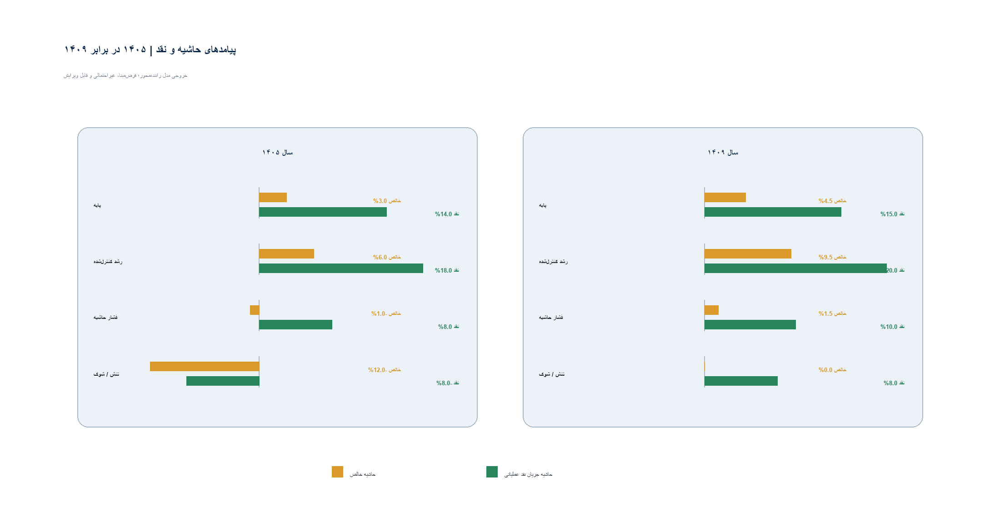 پیامدهای حاشیه و نقد | ۱۴۰۵ در برابر ۱۴۰۹
خروجی مدل راننده‌محور؛ فرض‌مبنا، غیراحتمالی و قابل ویرایش
سال ۱۴۰۵
پایه
خالص 3.0%
نقد 14.0%
رشد کنترل‌شده
خالص 6.0%
نقد 18.0%
فشار حاشیه
خالص -1.0%
نقد 8.0%
تنش / شوک
خالص -12.0%
نقد -8.0%
سال ۱۴۰۹
پایه
خالص 4.5%
نقد 15.0%
رشد کنترل‌شده
خالص 9.5%
نقد 20.0
فشار حاشیه
خالص 1.5%
نقد 10.0%
تنش / شوک
خالص 0.0%
نقد 8.0%
حاشیه خالص
حاشیه جریان نقد عملیاتی